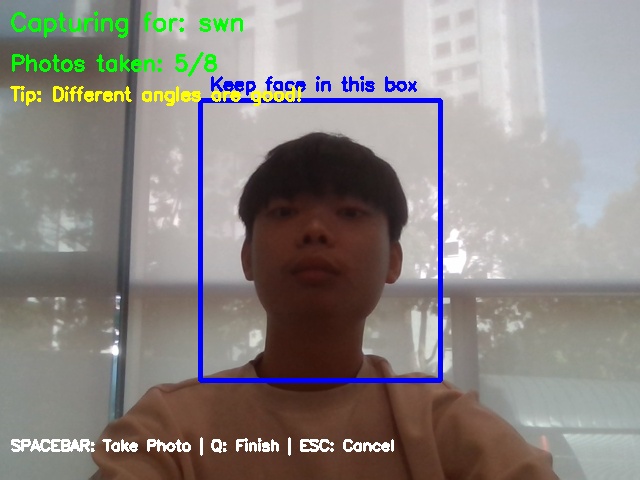 Capturing for: swn
Photos taken: 5/8
Keep face in this box
Tip: Different angles are good!
SPACEBAR: Take Photo | Q: Finish | ESC: Cancel